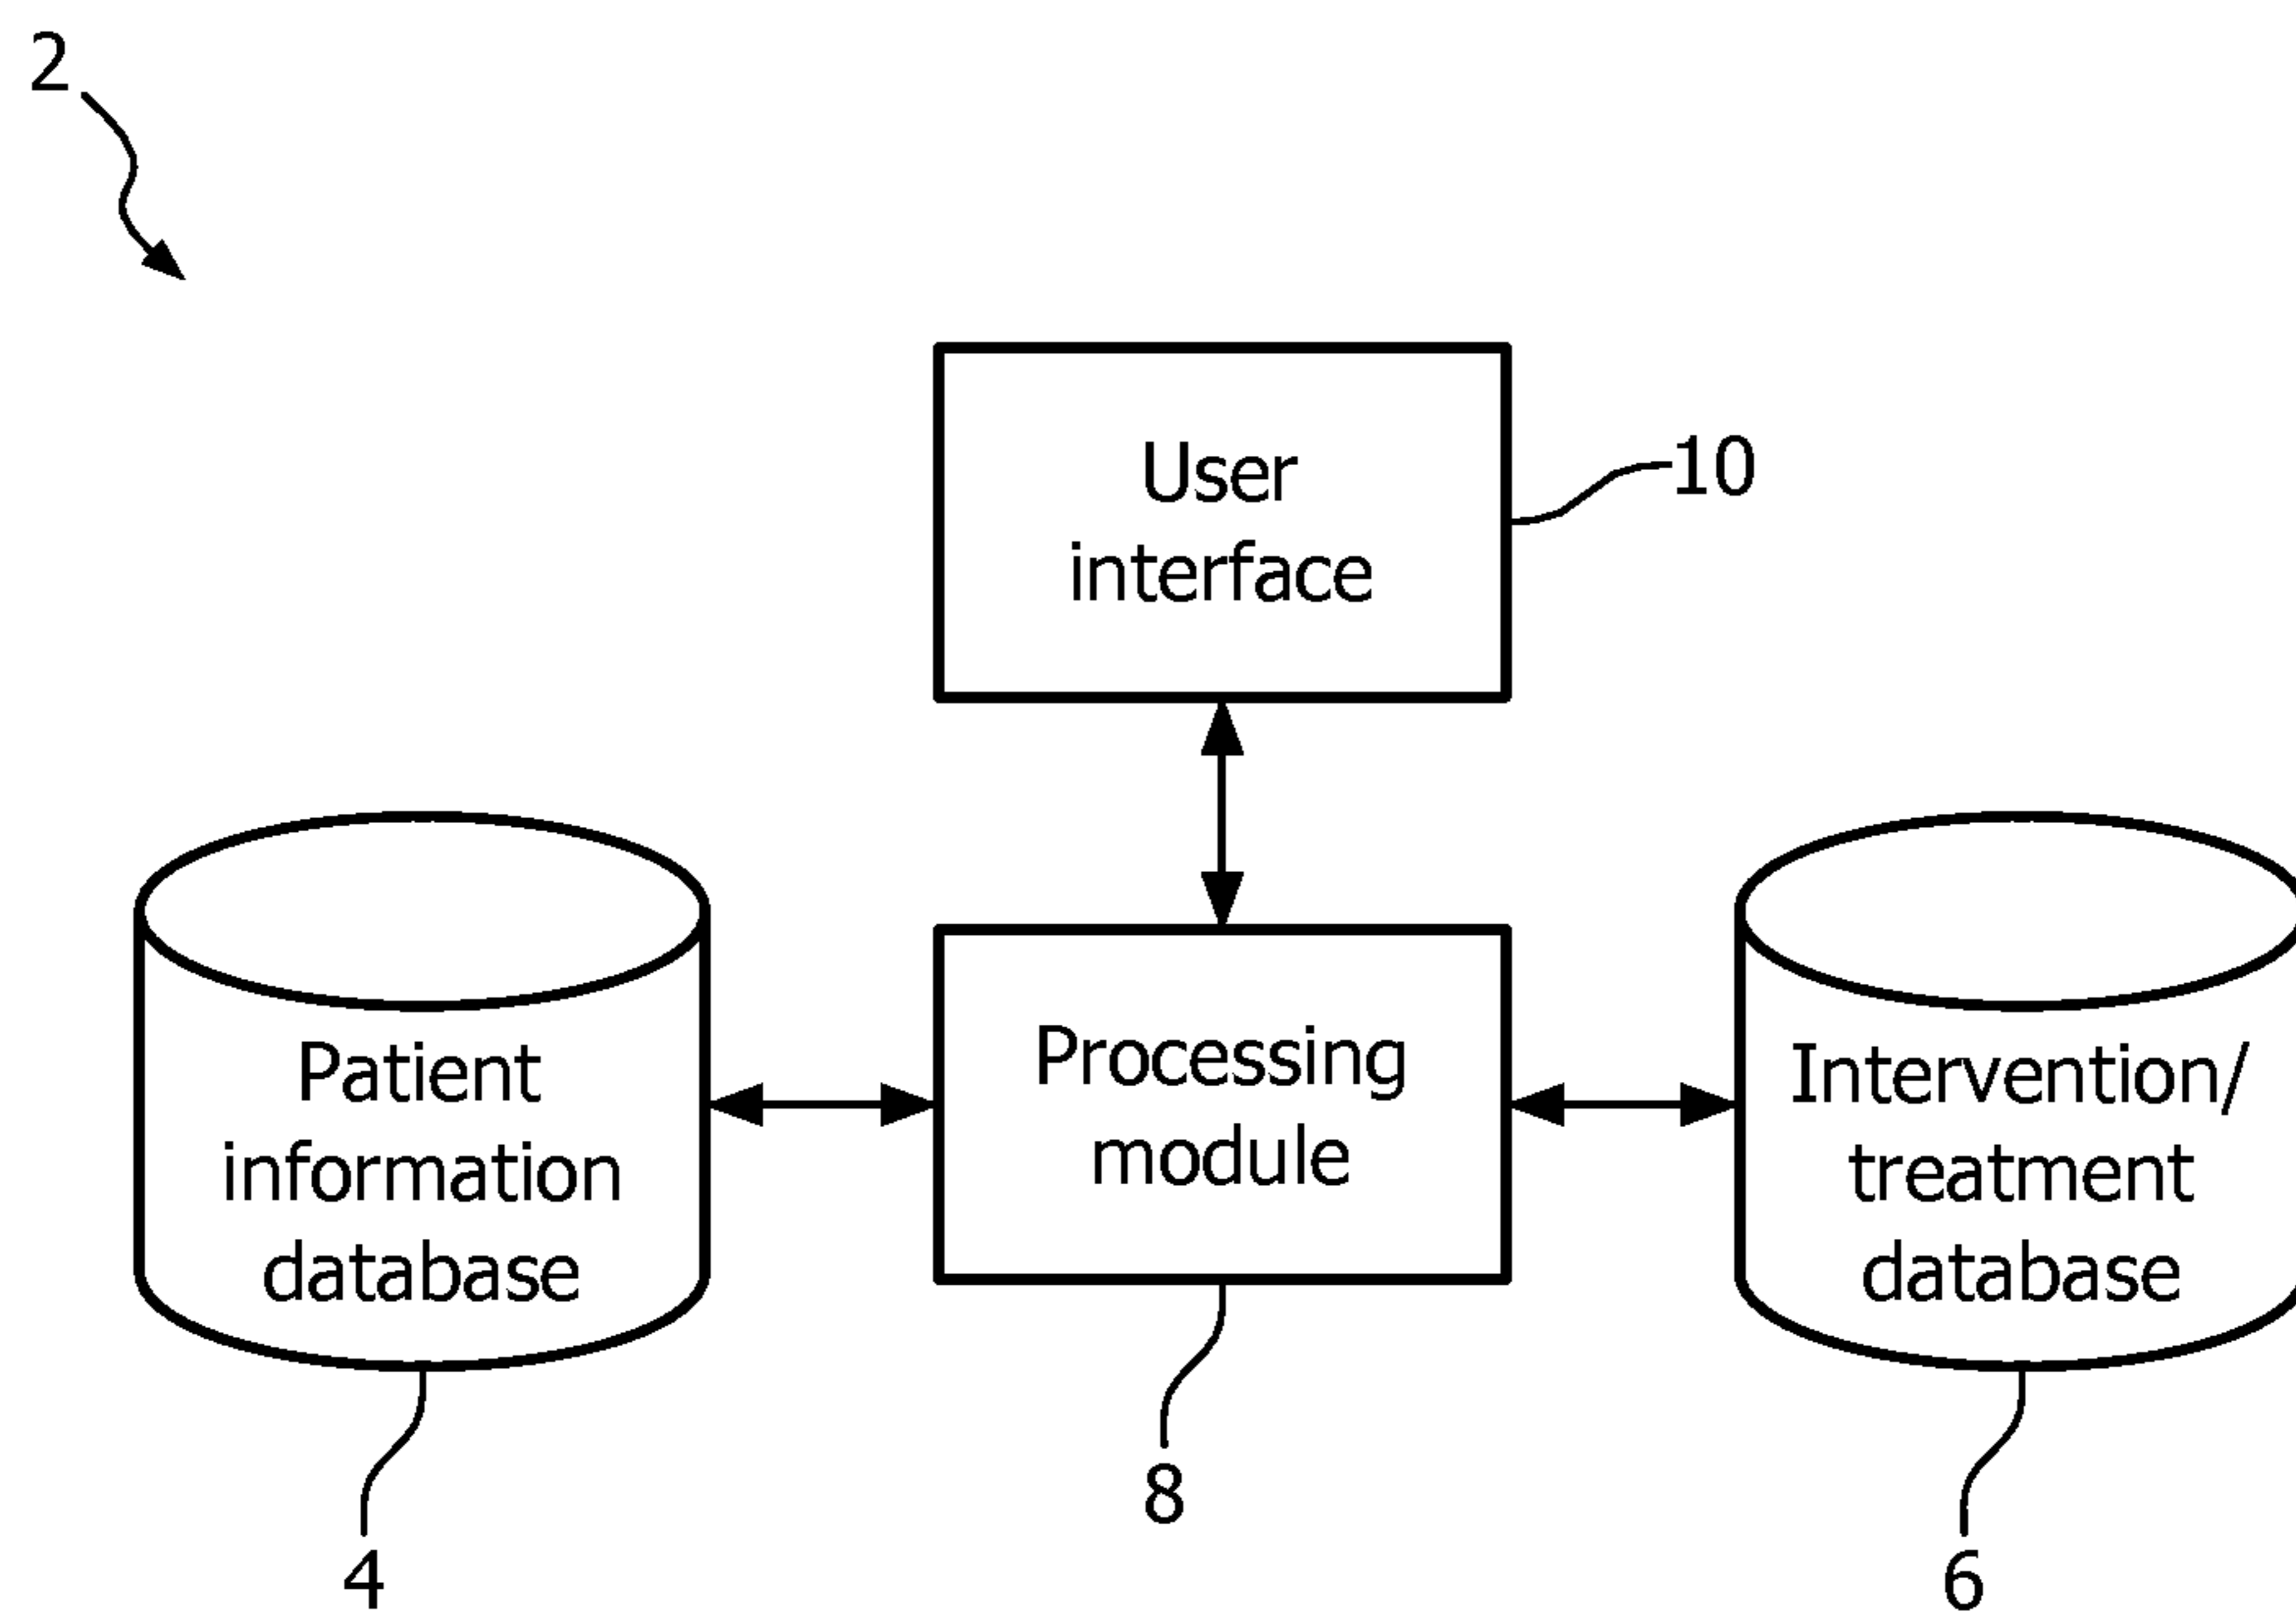 2
User
interface
10
Patient
information
database
Processing
module
Intervention/
treatment
database
8
4
6